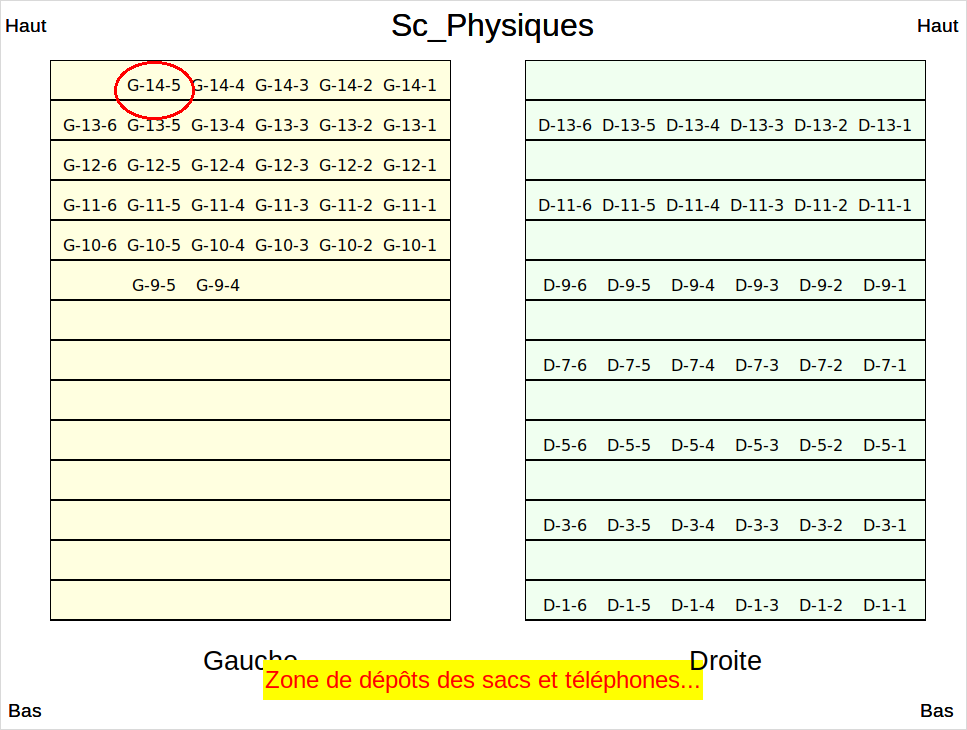 Haut Sc_Physiques Haut
G-14-5 G-14-4 G-14-3 G-14-2 G-14-1
G-13-6 G-13-5 G-13-4 G-13-3 G-13-2 G-13-1 D-13-6 D-13-5 D-13-4 D-13-3 D-13-2 D-13-1
G-12-6 G-12-5 G-12-4 G-12-3 G-12-2 G-12-1
G-11-6 G-11-5 G-11-4 G-11-3 G-11-2 G-11-1 D-11-6 D-11-5 D-11-4 D-11-3 D-11-2 D-11-1
G-10-6 G-10-5 G-10-4 G-10-3 G-10-2 G-10-1
G-9-5 G-9-4 D-9-6 D-9-5 D-9-4 D-9-3 D-9-2 D-9-1
D-7-6 D-7-5 D-7-4 D-7-3 D-7-2 D-7-1
D-5-6 D-5-5 D-5-4 D-5-3 D-5-2 D-5-1
D-3-6 D-3-5 D-3-4 D-3-3 D-3-2 D-3-1
D-1-6 D-1-5 D-1-4 D-1-3 D-1-2 D-1-1
Gauche Droite
Zone de dépôts des sacs et téléphones...
Bas Bas